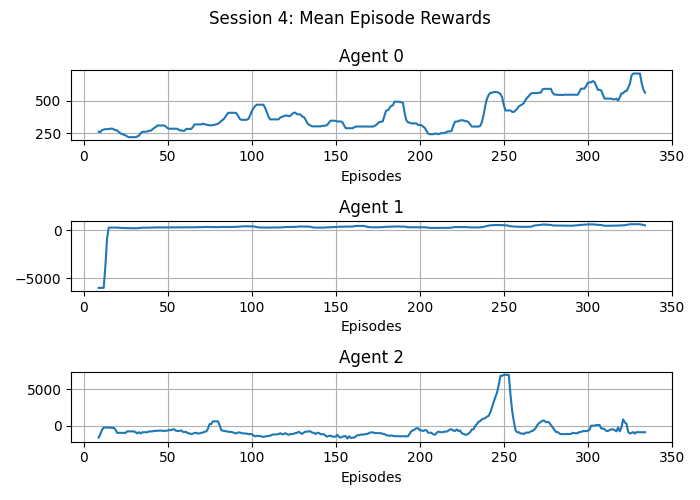 Session 4: Mean Episode Rewards
Agent 0
500
250
0 50 100 150 200 250 300 350
Episodes
Agent 1
0
−5000
0 50 100 150 200 250 300 350
Episodes
Agent 2
5000
0
0 50 100 150 200 250 300 350
Episodes